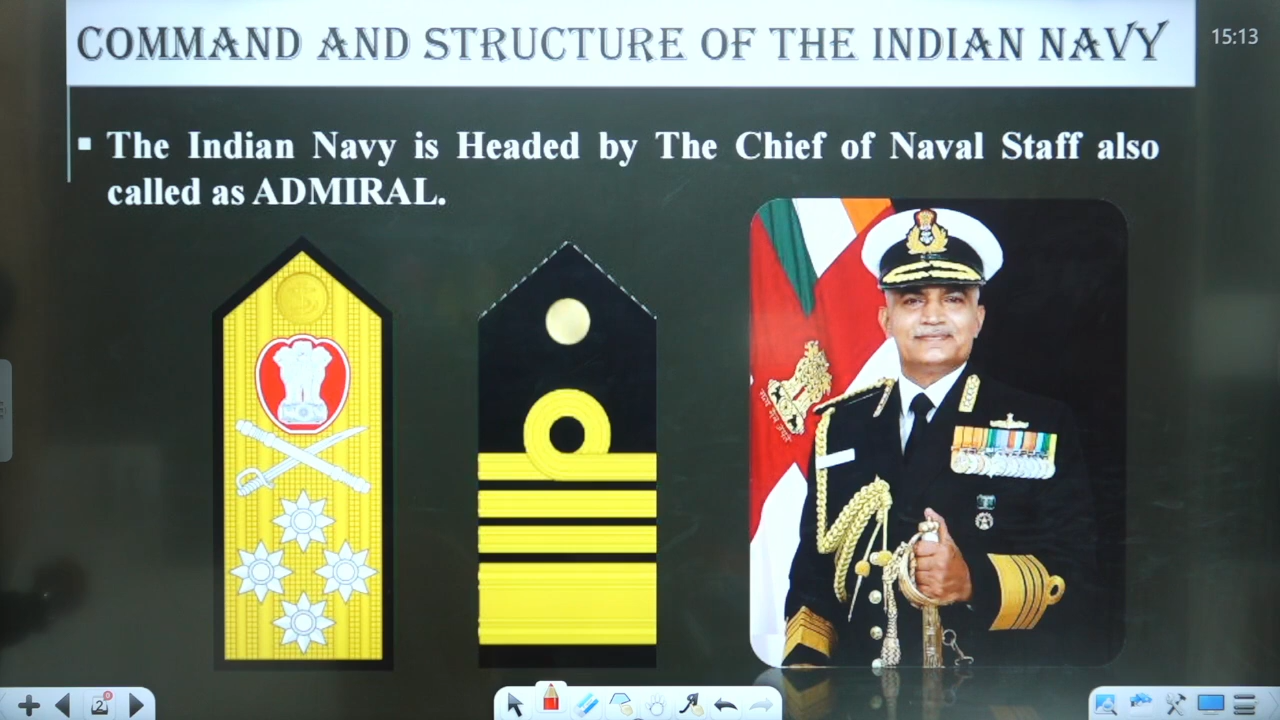 COMMAND AND STRUCTURE OF THE INDIAN NAVY
15:13
The Indian Navy is Headed by The Chief of Naval Staff also
called as ADMIRAL.
2